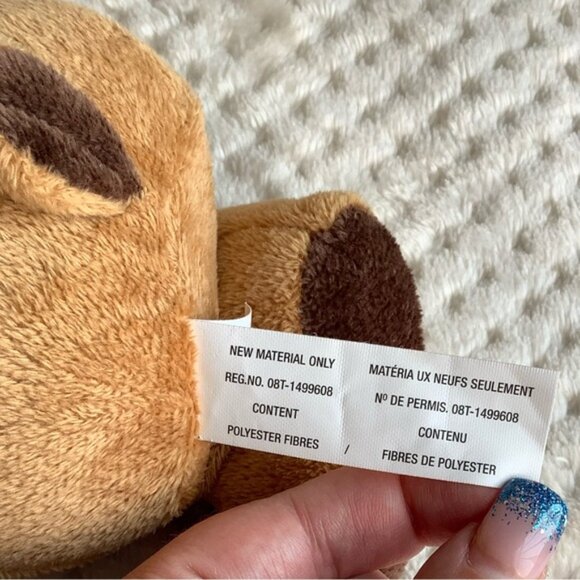 NEW MATERIAL ONLY
REG.NO. 08T-1499608
CONTENT
POLYESTER FIBRES /
MATÉRIA UX NEUFS SEULEMENT
Nº DE PERMIS. 08T-1499608
CONTENU
FIBRES DE POLYESTER